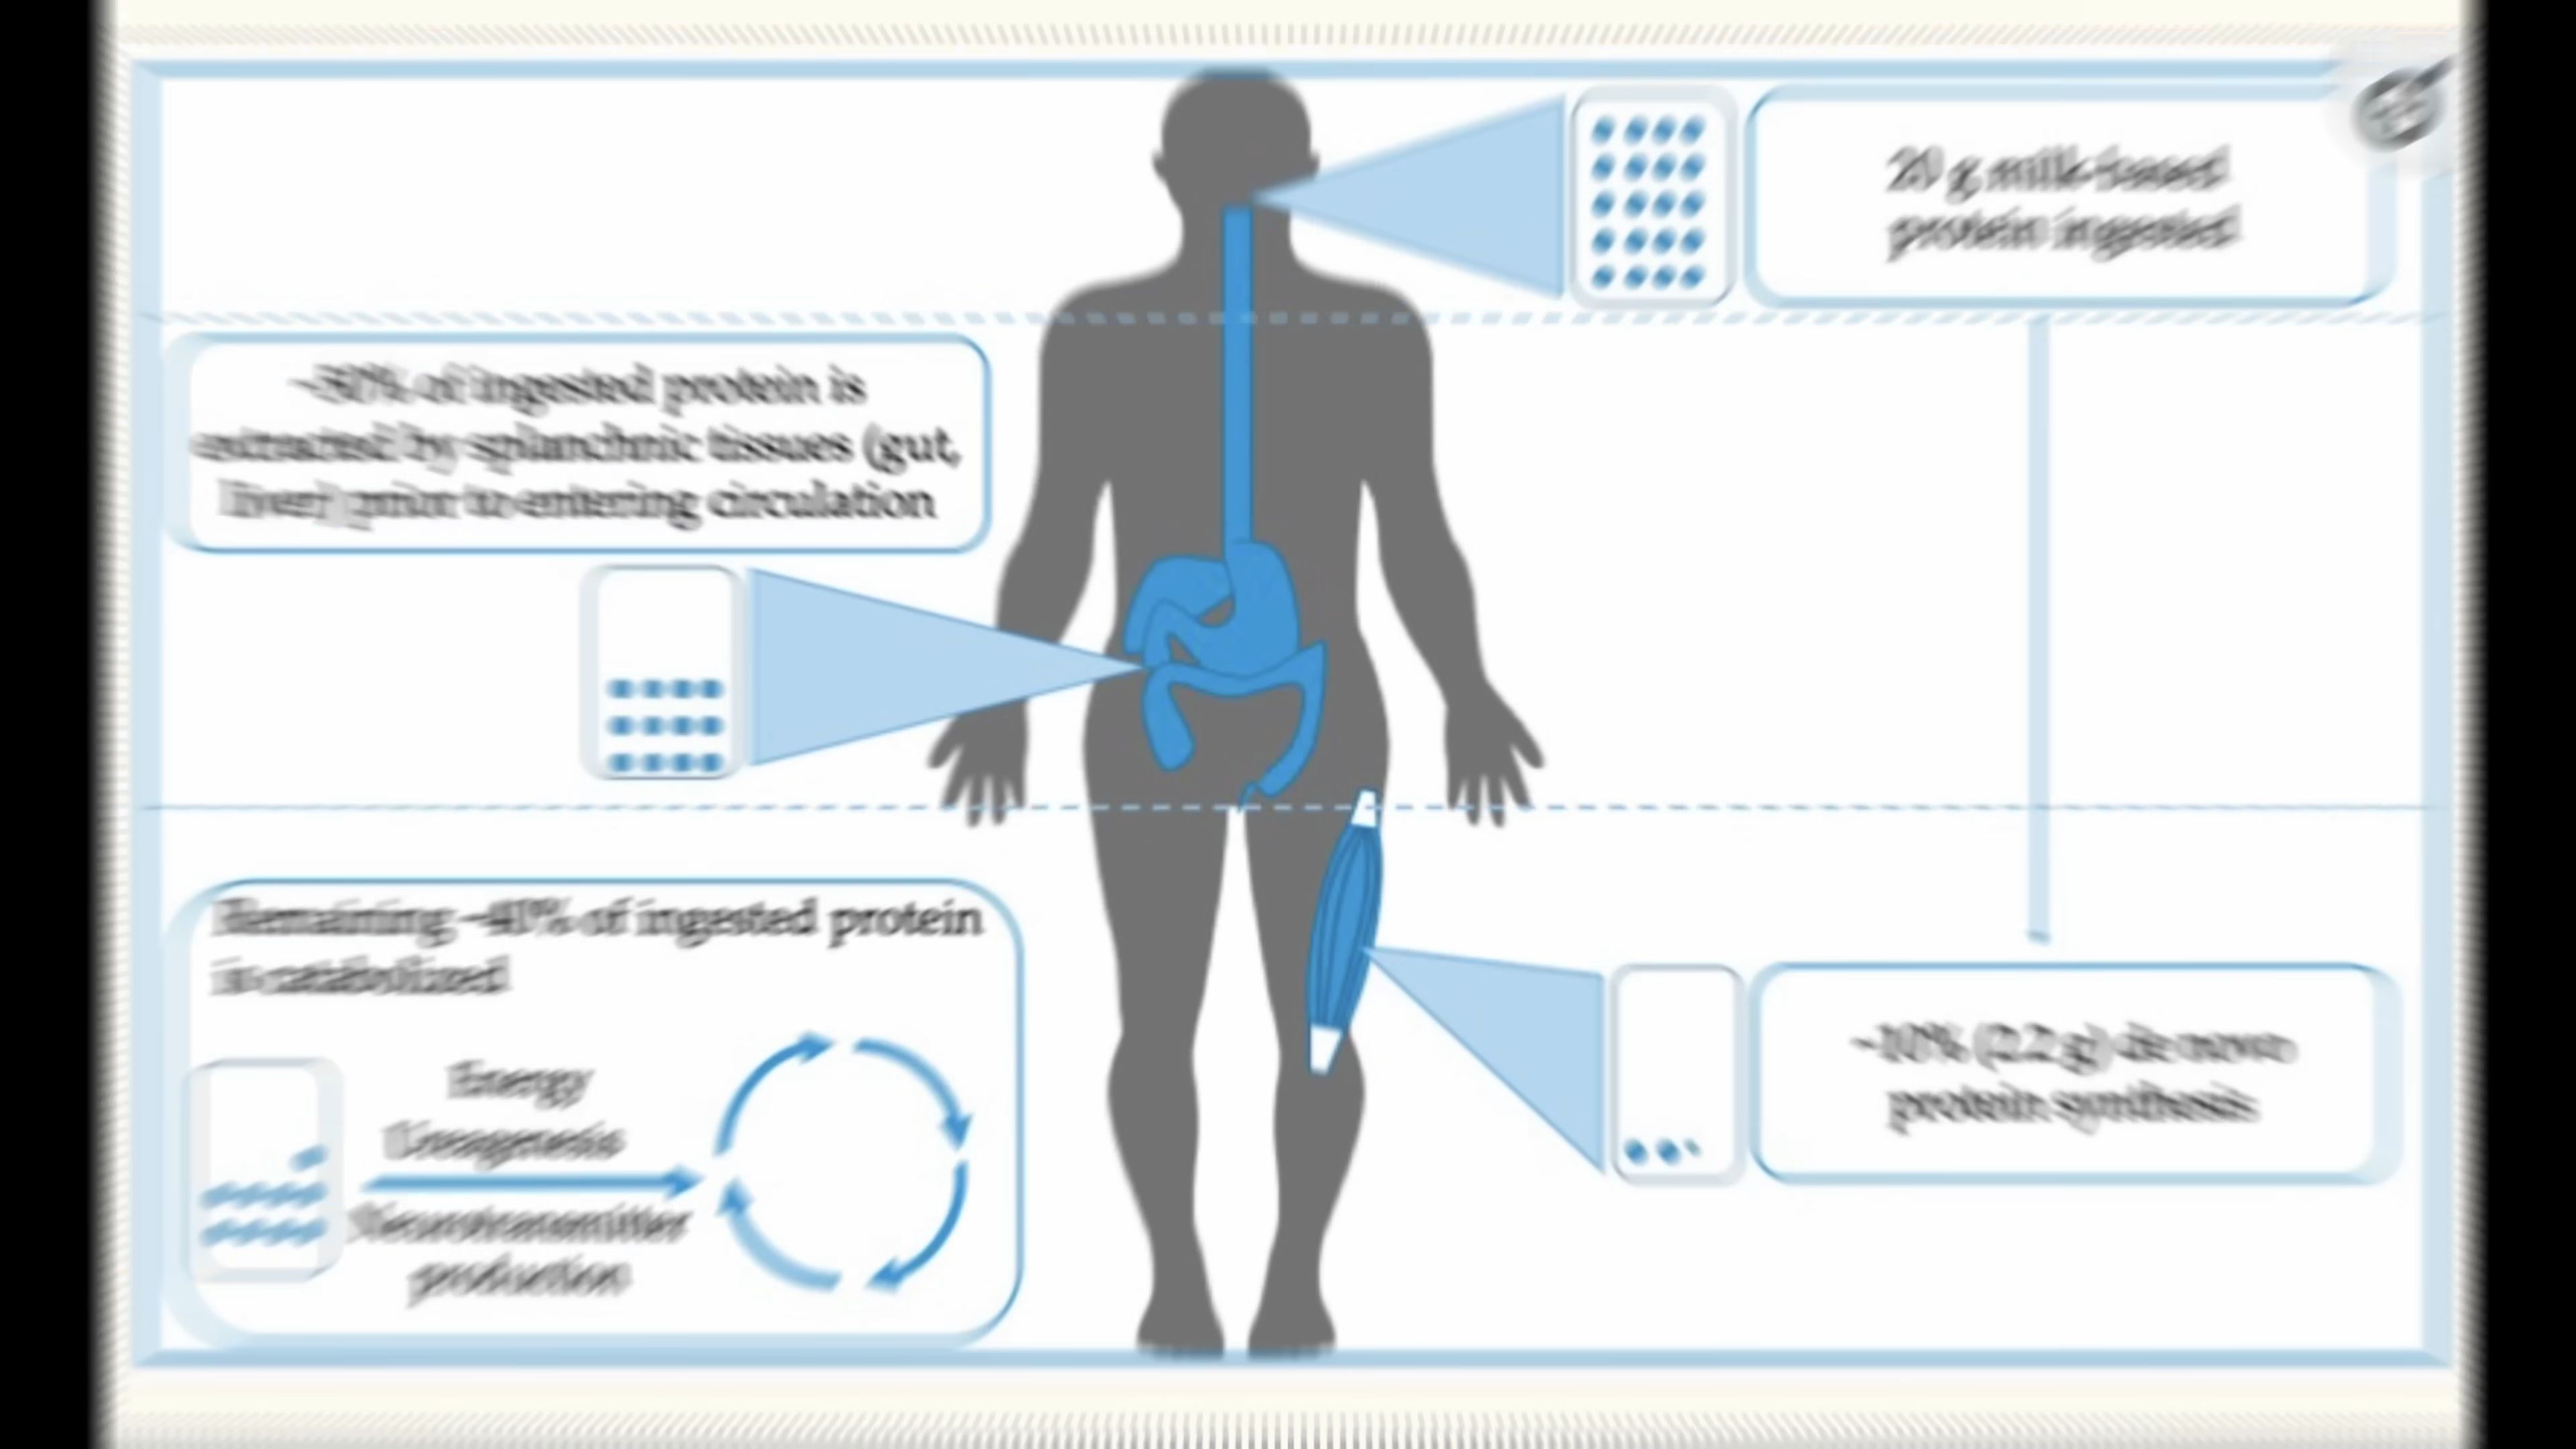 20 g milk-based
protein ingested
~50% of ingested protein is
extracted by splanchnic tissues (gut,
liver) prior to entering circulation
Remaining ~40% of ingested protein
is catabolized
Energy
Ureagenesis
Neurotransmitter
production
~10% (2.2 g) de novo
protein synthesis